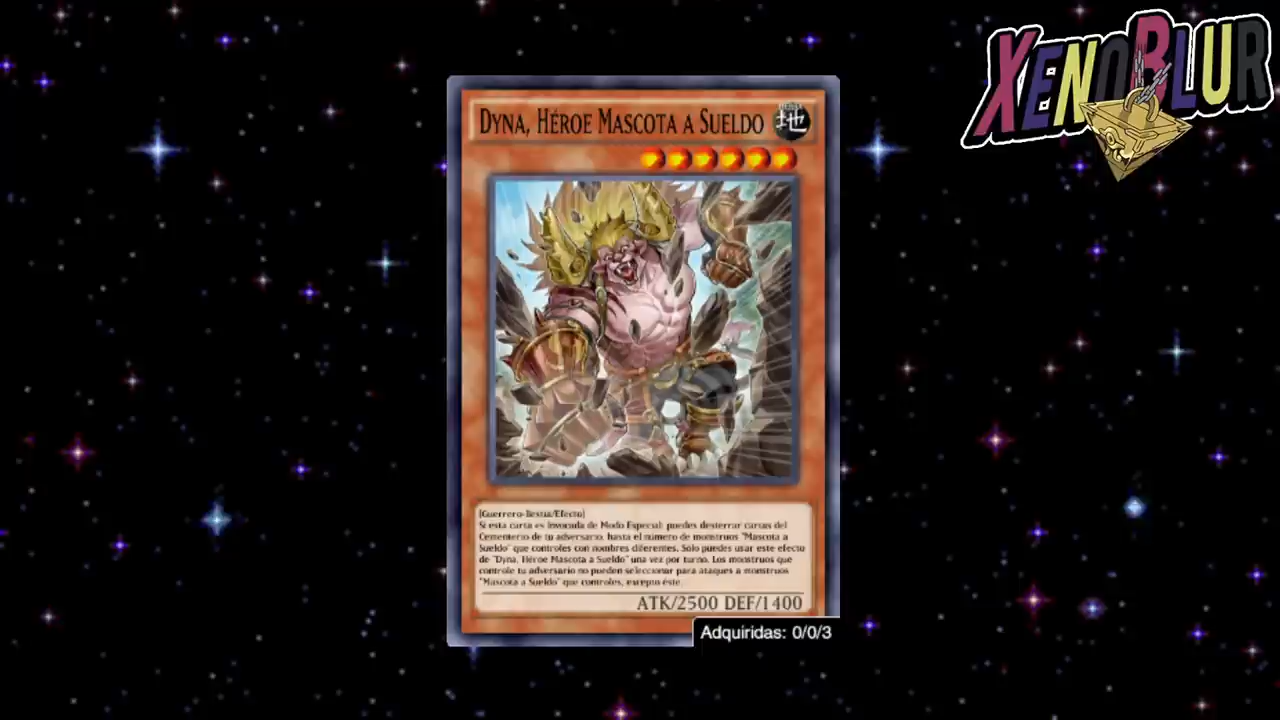 XENOBLUR
DYNA, HÉROE MASCOTA A SUELDO
地
[Guerrero-Bestia/Efecto]
Si esta carta es Invocada de Modo Especial: puedes desterrar cartas del
Cementerio de tu adversario, hasta el número de monstruos "Mascota a
Sueldo" que controles con nombres diferentes. Sólo puedes usar este efecto
de "Dyna, Héroe Mascota a Sueldo" una vez por turno. Los monstruos que
controle tu adversario no pueden seleccionar para ataques a monstruos
"Mascota a Sueldo" que controles, excepto éste.
ATK/2500 DEF/1400
Adquiridas: 0/0/3